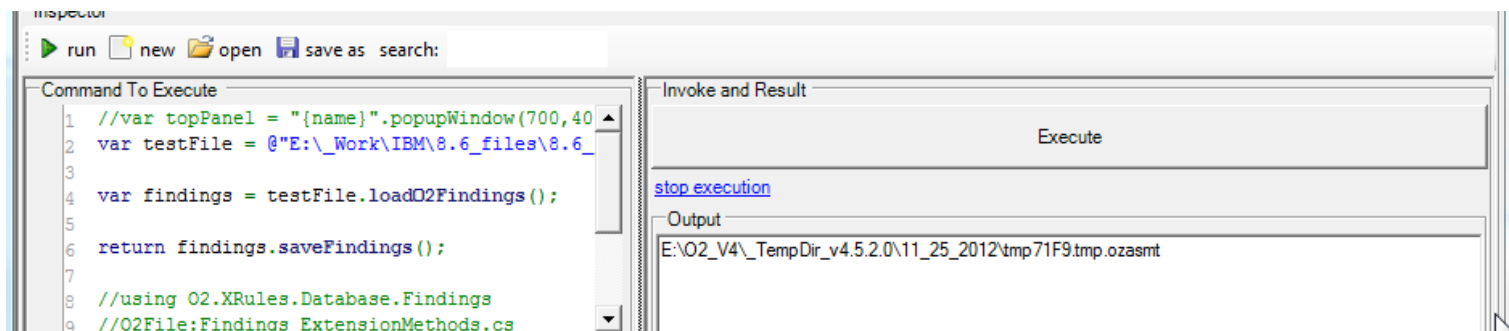 Inspector
run new open save as search:
Command To Execute
1 //var topPanel = "{name}".popupWindow(700,40
2 var testFile = @"E:\_Work\IBM\8.6_files\8.6_
3
4 var findings = testFile.loadO2Findings();
5
6 return findings.saveFindings();
7
8 //using O2.XRules.Database.Findings
9 //O2File:Findings_ExtensionMethods.cs
Invoke and Result
Execute
stop execution
Output
E:\O2_V4\_TempDir_v4.5.2.0\11_25_2012\tmp71F9.tmp.ozasmt